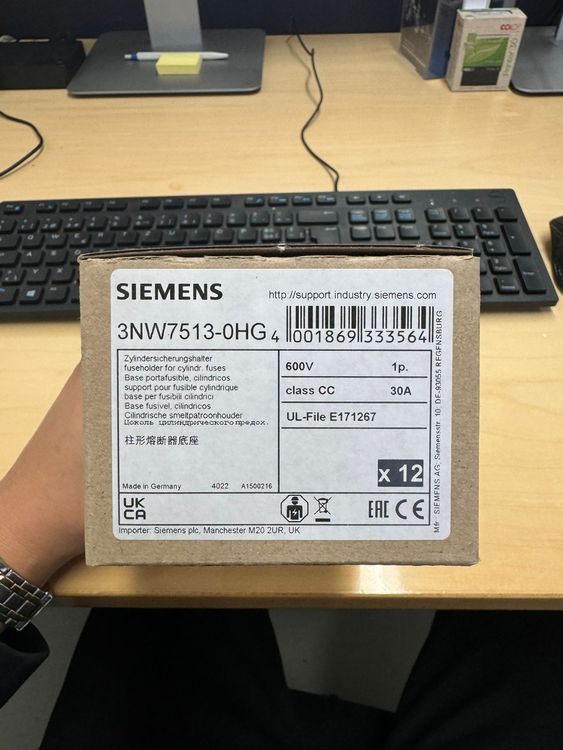 SIEMENS
http://support.industry.siemens.com
3NW7513-0HG
4 001869 333564
Zylindersicherungshalter
fuseholder for cylindr. fuses
Base portafusible, cilindricos
support pour fusible cylindrique
base per fusibili cilindrici
Base fusivel, cilindricos
Cilindrische smeltpatroonhouder
Цоколь цилиндрического предох.
柱形熔断器底座
600V 1p.
class CC 30A
UL-File E171267
x 12
Made in Germany 4022 A1500216
UK
CA
EAC CE
Importer: Siemens plc, Manchester M20 2UR, UK
Mfr.: SIEMENS AG, Siemensstr. 10, DE-93055 REGENSBURG